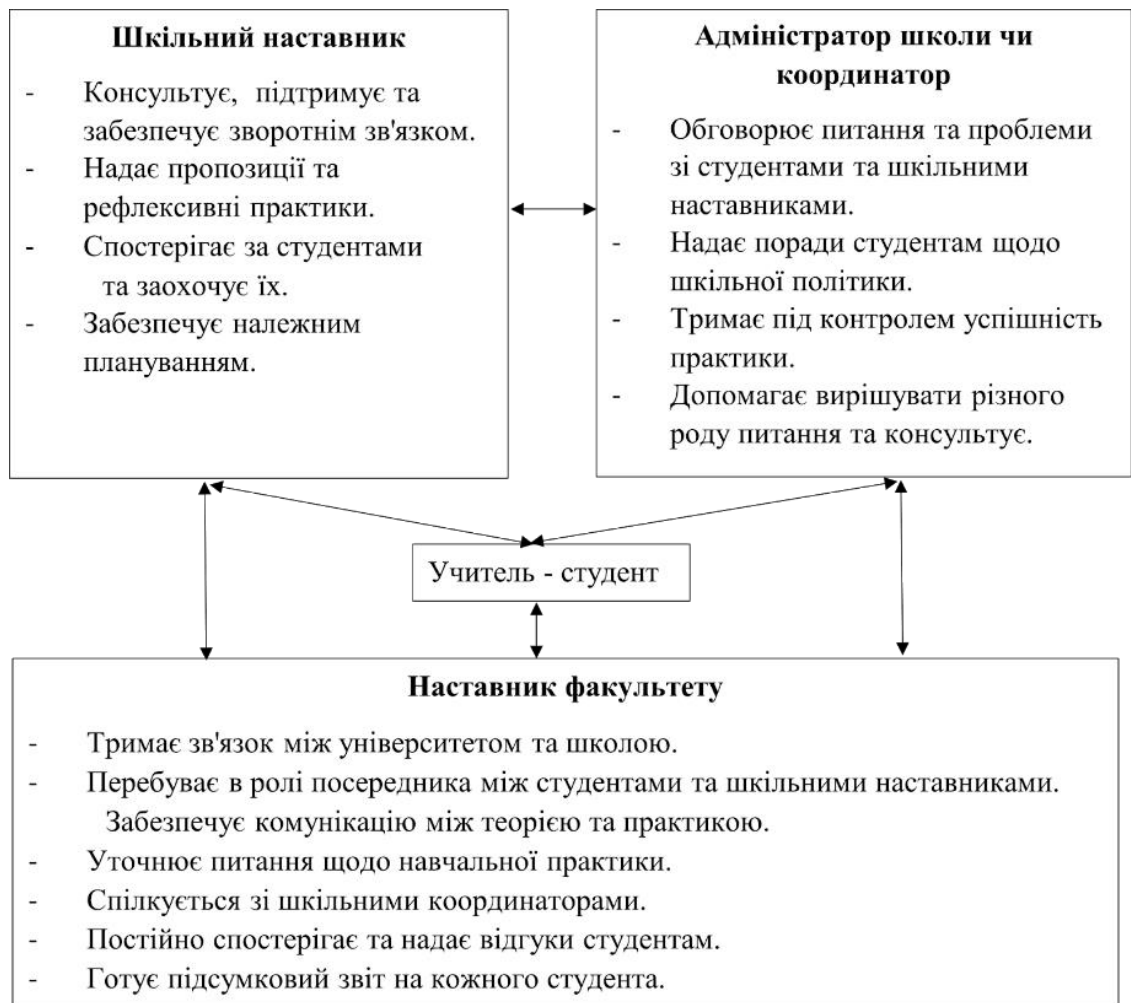 Шкільний наставник
- Консультує, підтримує та
забезпечує зворотнім зв'язком.
- Надає пропозиції та
рефлексивні практики.
- Спостерігає за студентами
та заохочує їх.
- Забезпечує належним
плануванням.
Адміністратор школи чи
координатор
- Обговорює питання та проблеми
зі студентами та шкільними
наставниками.
- Надає поради студентам щодо
шкільної політики.
- Тримає під контролем успішність
практики.
- Допомагає вирішувати різного
роду питання та консультує.
Учитель - студент
Наставник факультету
- Тримає зв'язок між університетом та школою.
- Перебуває в ролі посередника між студентами та шкільними наставниками.
Забезпечує комунікацію між теорією та практикою.
- Уточнює питання щодо навчальної практики.
- Спілкується зі шкільними координаторами.
- Постійно спостерігає та надає відгуки студентам.
- Готує підсумковий звіт на кожного студента.